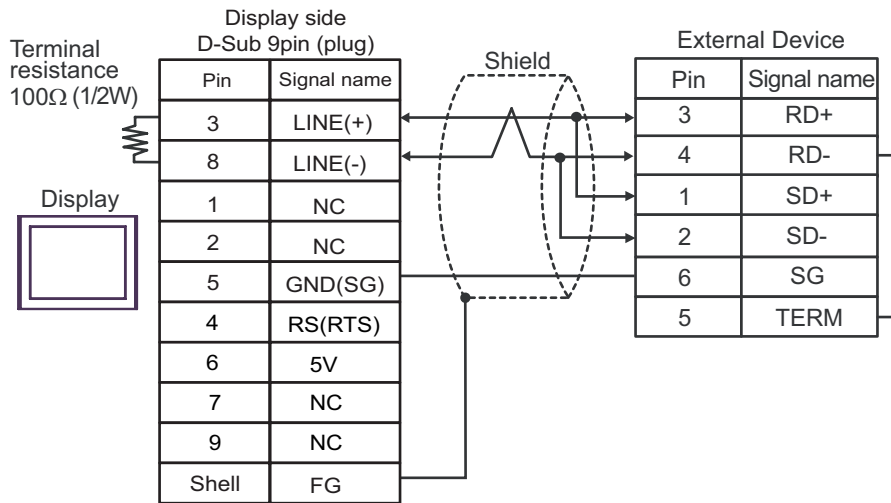 Display side
D-Sub 9pin (plug)
Terminal
resistance
100Ω (1/2W)
Pin Signal name
3 LINE(+)
8 LINE(-)
1 NC
2 NC
5 GND(SG)
4 RS(RTS)
6 5V
7 NC
9 NC
Shell FG
Display
Shield
External Device
Pin Signal name
3 RD+
4 RD-
1 SD+
2 SD-
6 SG
5 TERM